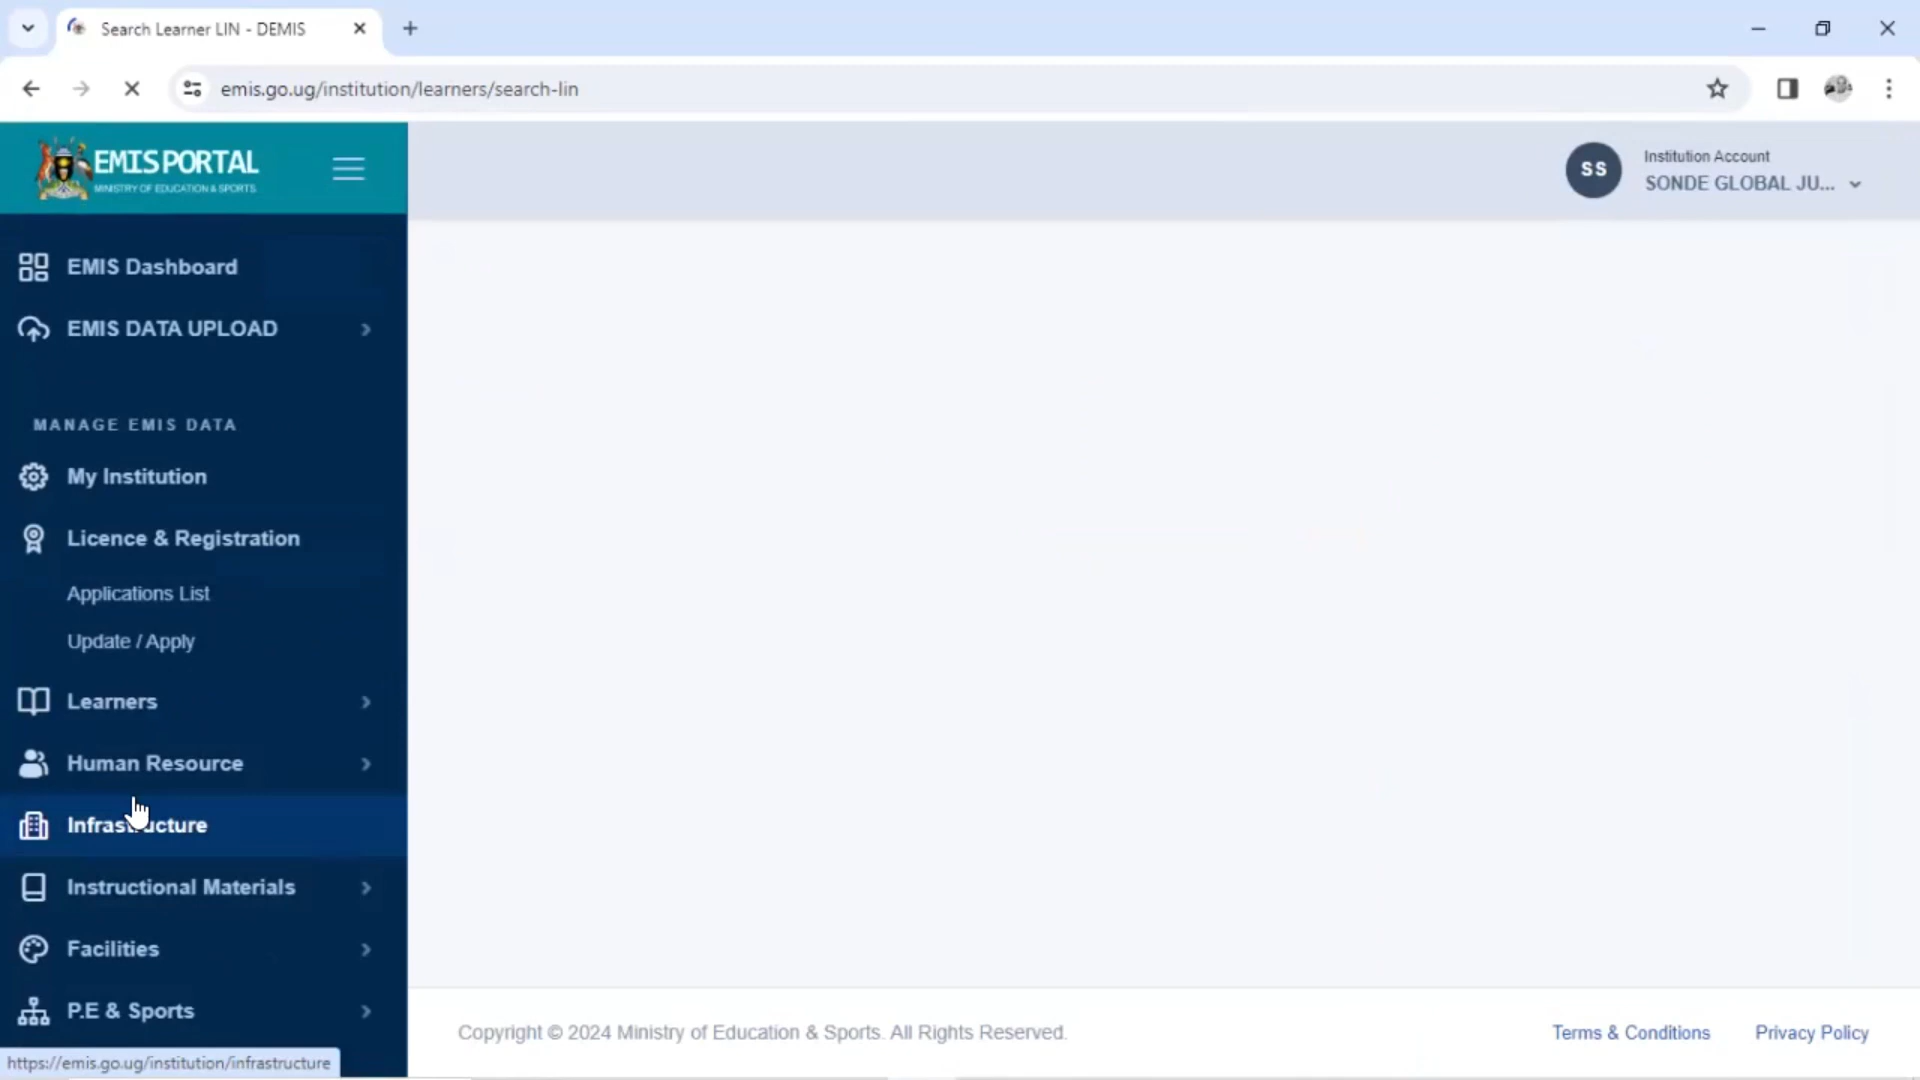 Search Learner LIN - DEMIS
emis.go.ug/institution/learners/search-lin
EMIS PORTAL
MINISTRY OF EDUCATION & SPORTS
SS
Institution Account
SONDE GLOBAL JU...
EMIS Dashboard
EMIS DATA UPLOAD
MANAGE EMIS DATA
My Institution
Licence & Registration
Applications List
Update / Apply
Learners
Human Resource
Infrastructure
Instructional Materials
Facilities
P.E & Sports
Copyright © 2024 Ministry of Education & Sports. All Rights Reserved.
Terms & Conditions
Privacy Policy
https://emis.go.ug/institution/infrastructure